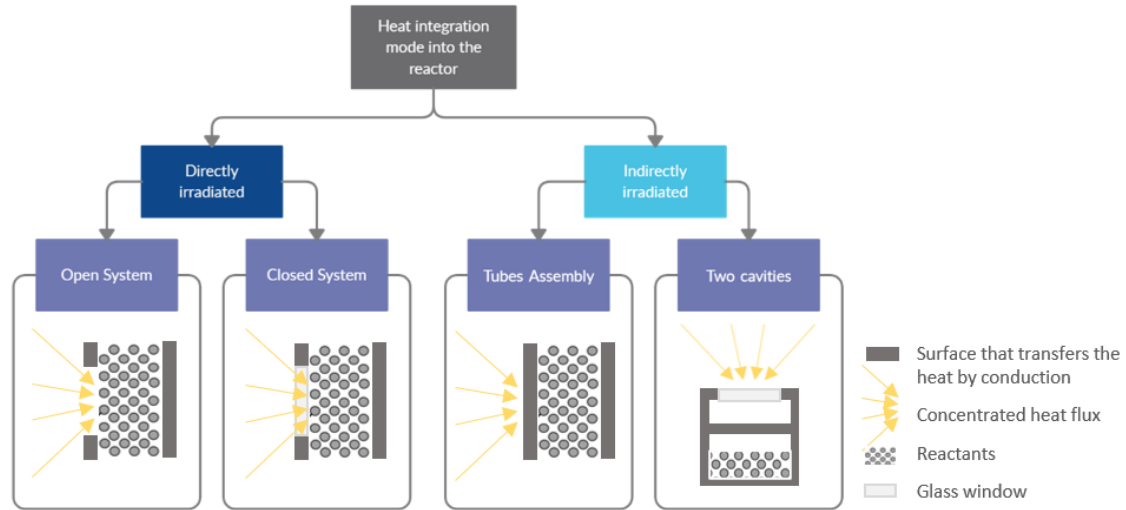 Heat integration
mode into the
reactor
Directly
irradiated
Indirectly
irradiated
Open System
Closed System
Tubes Assembly
Two cavities
Surface that transfers the
heat by conduction
Concentrated heat flux
Reactants
Glass window